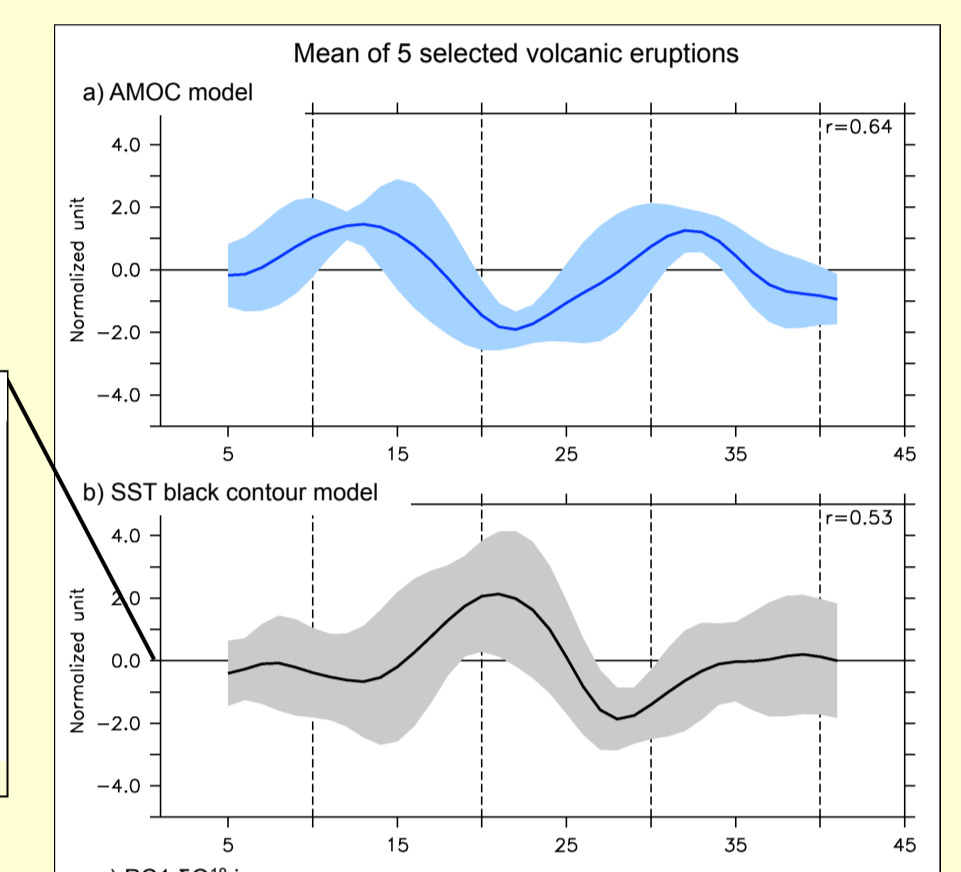 Mean of 5 selected volcanic eruptions
a) AMOC model
r=0.64
Normalized unit
4.0
2.0
0.0
−2.0
−4.0
5 15 25 35 45
b) SST black contour model
r=0.53
Normalized unit
4.0
2.0
0.0
−2.0
−4.0
5 15 25 35 45